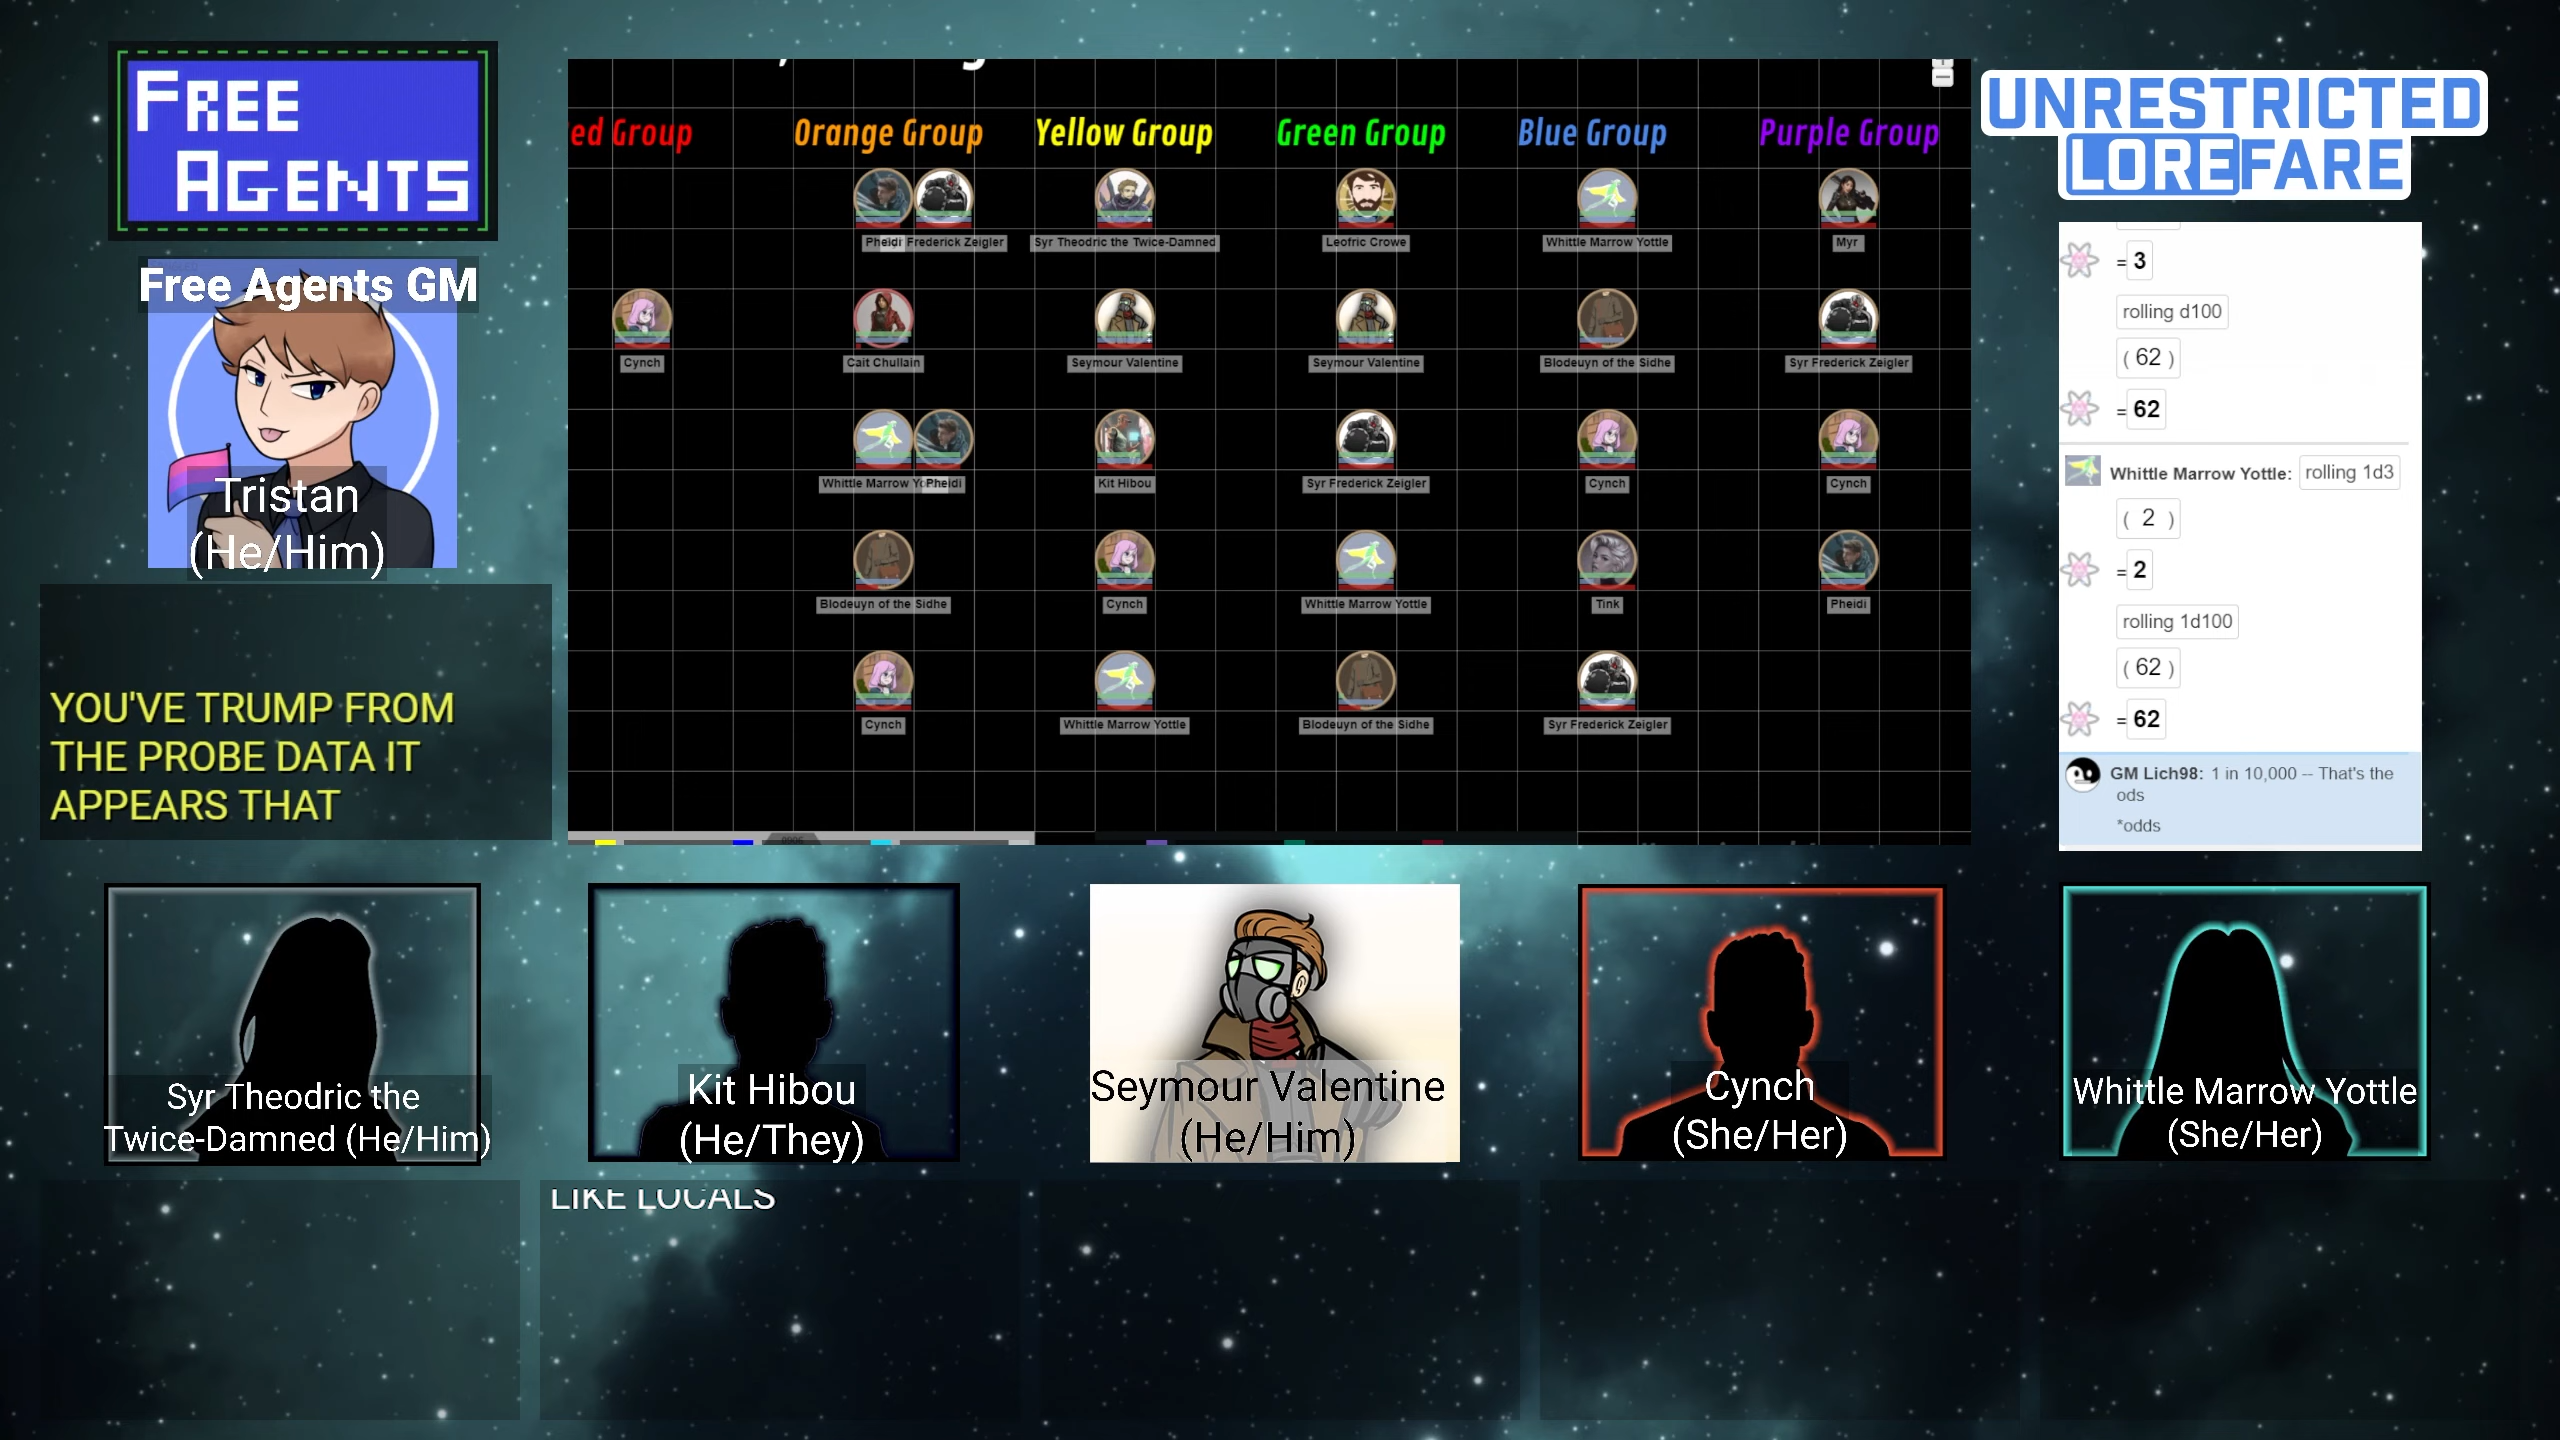 FREE
AGENTS
Free Agents GM
Tristan
(He/Him)
YOU'VE TRUMP FROM
THE PROBE DATA IT
APPEARS THAT
ed Group
Orange Group
Yellow Group
Green Group
Blue Group
Purple Group
Pheidi
Frederick Zeigler
Syr Theodric the Twice-Damned
Leofric Crowe
Whittle Marrow Yottle
Myr
Cynch
Cait Chullain
Seymour Valentine
Seymour Valentine
Blodeuyn of the Sidhe
Syr Frederick Zeigler
Whittle Marrow Yo
Pheidi
Kit Hibou
Syr Frederick Zeigler
Cynch
Cynch
Blodeuyn of the Sidhe
Cynch
Whittle Marrow Yottle
Tink
Pheidi
Cynch
Whittle Marrow Yottle
Blodeuyn of the Sidhe
Syr Frederick Zeigler
UNRESTRICTED
LOREFARE
= 3
rolling d100
( 62 )
= 62
Whittle Marrow Yottle: rolling 1d3
( 2 )
= 2
rolling 1d100
( 62 )
= 62
GM Lich98: 1 in 10,000 -- That's the
ods
*odds
Syr Theodric the
Twice-Damned (He/Him)
Kit Hibou
(He/They)
Seymour Valentine
(He/Him)
Cynch
(She/Her)
Whittle Marrow Yottle
(She/Her)
LIKE LOCALS